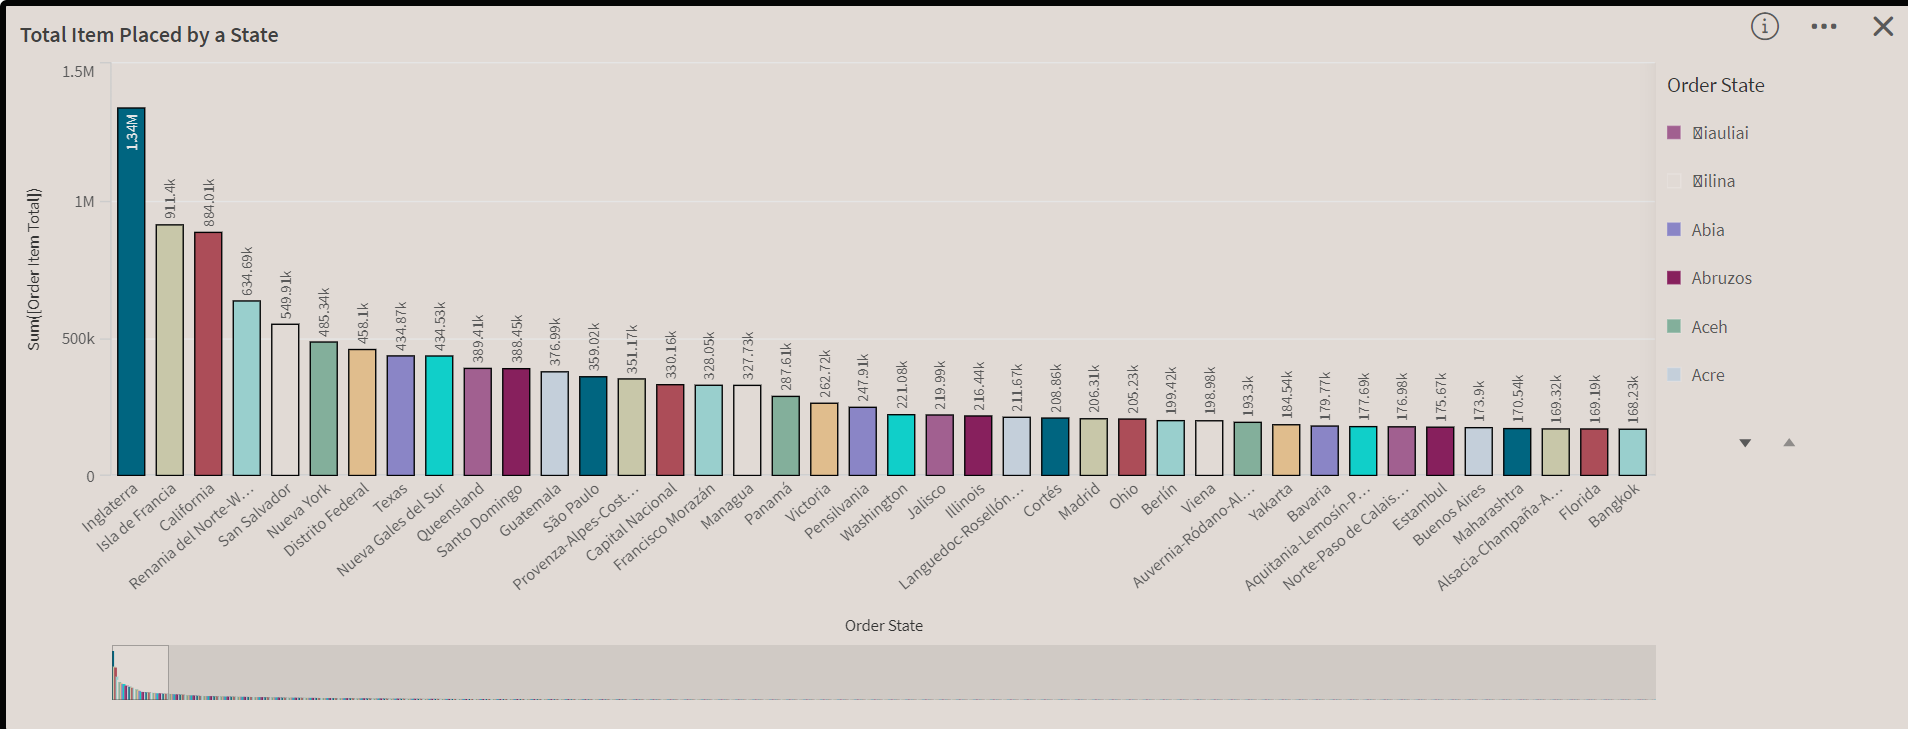 Total Item Placed by a State
Sum([Order Item Total])
1.5M
1M
500k
0
1.34M
911.4k
884.01k
634.69k
549.91k
485.34k
458.1k
434.87k
434.53k
389.41k
388.45k
376.99k
359.02k
351.17k
330.16k
328.05k
327.73k
287.61k
262.72k
247.91k
221.08k
219.99k
216.44k
211.67k
208.86k
206.31k
205.23k
199.42k
198.98k
193.3k
184.54k
179.77k
177.69k
176.98k
175.67k
173.9k
170.54k
169.32k
169.19k
168.23k
Inglaterra
Isla de Francia
California
Renania del Norte-W...
San Salvador
Nueva York
Distrito Federal
Texas
Nueva Gales del Sur
Queensland
Santo Domingo
Guatemala
São Paulo
Provenza-Alpes-Cost...
Capital Nacional
Francisco Morazán
Managua
Panamá
Victoria
Pensilvania
Washington
Jalisco
Illinois
Languedoc-Rosellón...
Cortés
Madrid
Ohio
Berlín
Viena
Auvernia-Ródano-Al...
Yakarta
Bavaria
Aquitania-Lemosín-P...
Norte-Paso de Calais...
Estambul
Buenos Aires
Maharashtra
Alsacia-Champaña-A...
Florida
Bangkok
Order State
Order State
iauliai
ilina
Abia
Abruzos
Aceh
Acre